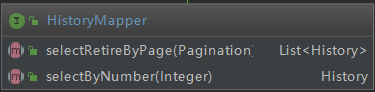 HistoryMapper
selectRetireByPage(Pagination) List<History>
selectByNumber(Integer) History